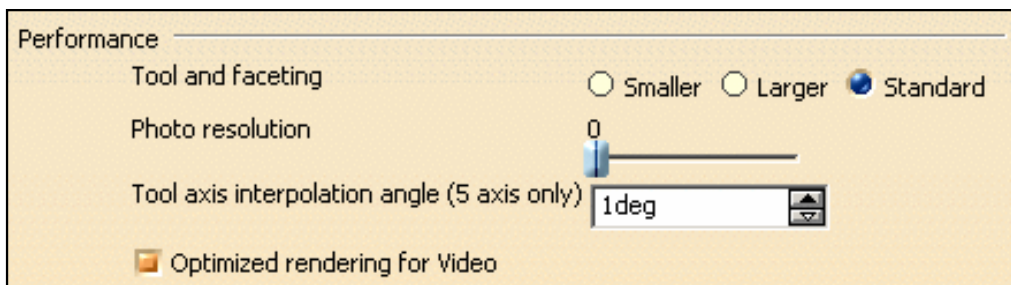 Performance
Tool and faceting Smaller Larger Standard
Photo resolution 0
Tool axis interpolation angle (5 axis only) 1deg
Optimized rendering for Video